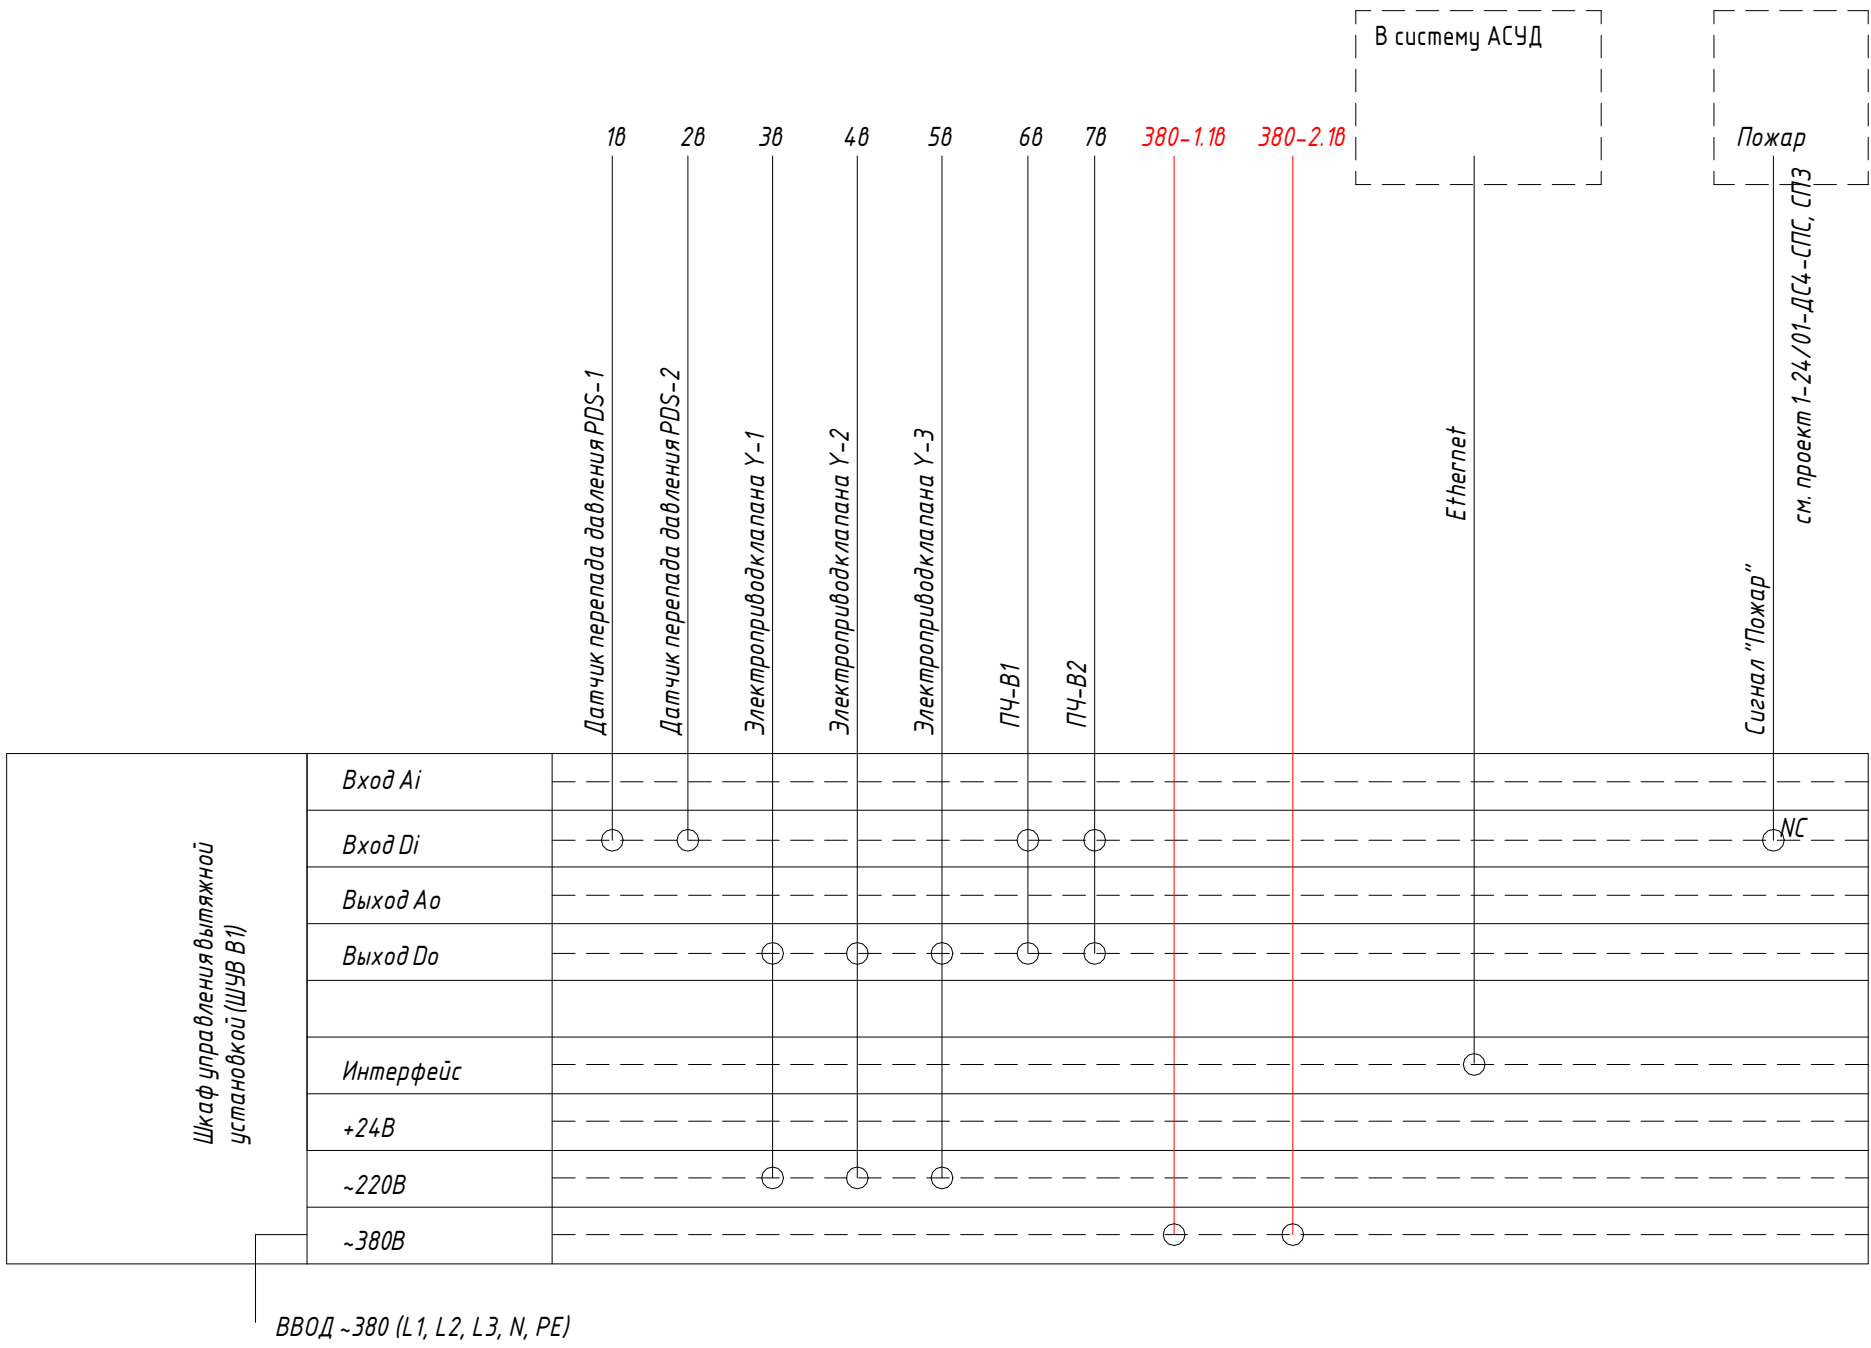 В систему АСУД
1в 2в 3в 4в 5в 6в 7в 380-1.1в 380-2.1в Пожар
Датчик перепада давления PDS-1
Датчик перепада давления PDS-2
Электропривод клапана Y-1
Электропривод клапана Y-2
Электропривод клапана Y-3
ПЧ-В1
ПЧ-В2
Ethernet
Сигнал "Пожар"
см. проект 1-24/01-ДС4-СПС, СПЗ
Шкаф управления вытяжной
установкой (ШУВ В1)
Вход Ai
Вход Di
NC
Выход Ao
Выход Do
Интерфейс
+24В
~220В
~380В
ВВОД ~380 (L1, L2, L3, N, PE)